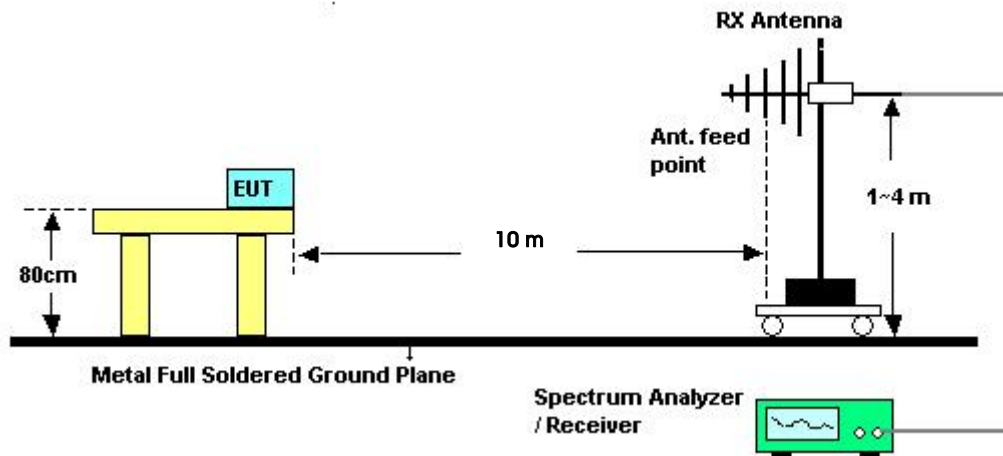 RX Antenna
Ant. feed
point
EUT
1~4 m
10 m
80cm
Metal Full Soldered Ground Plane
Spectrum Analyzer
/ Receiver